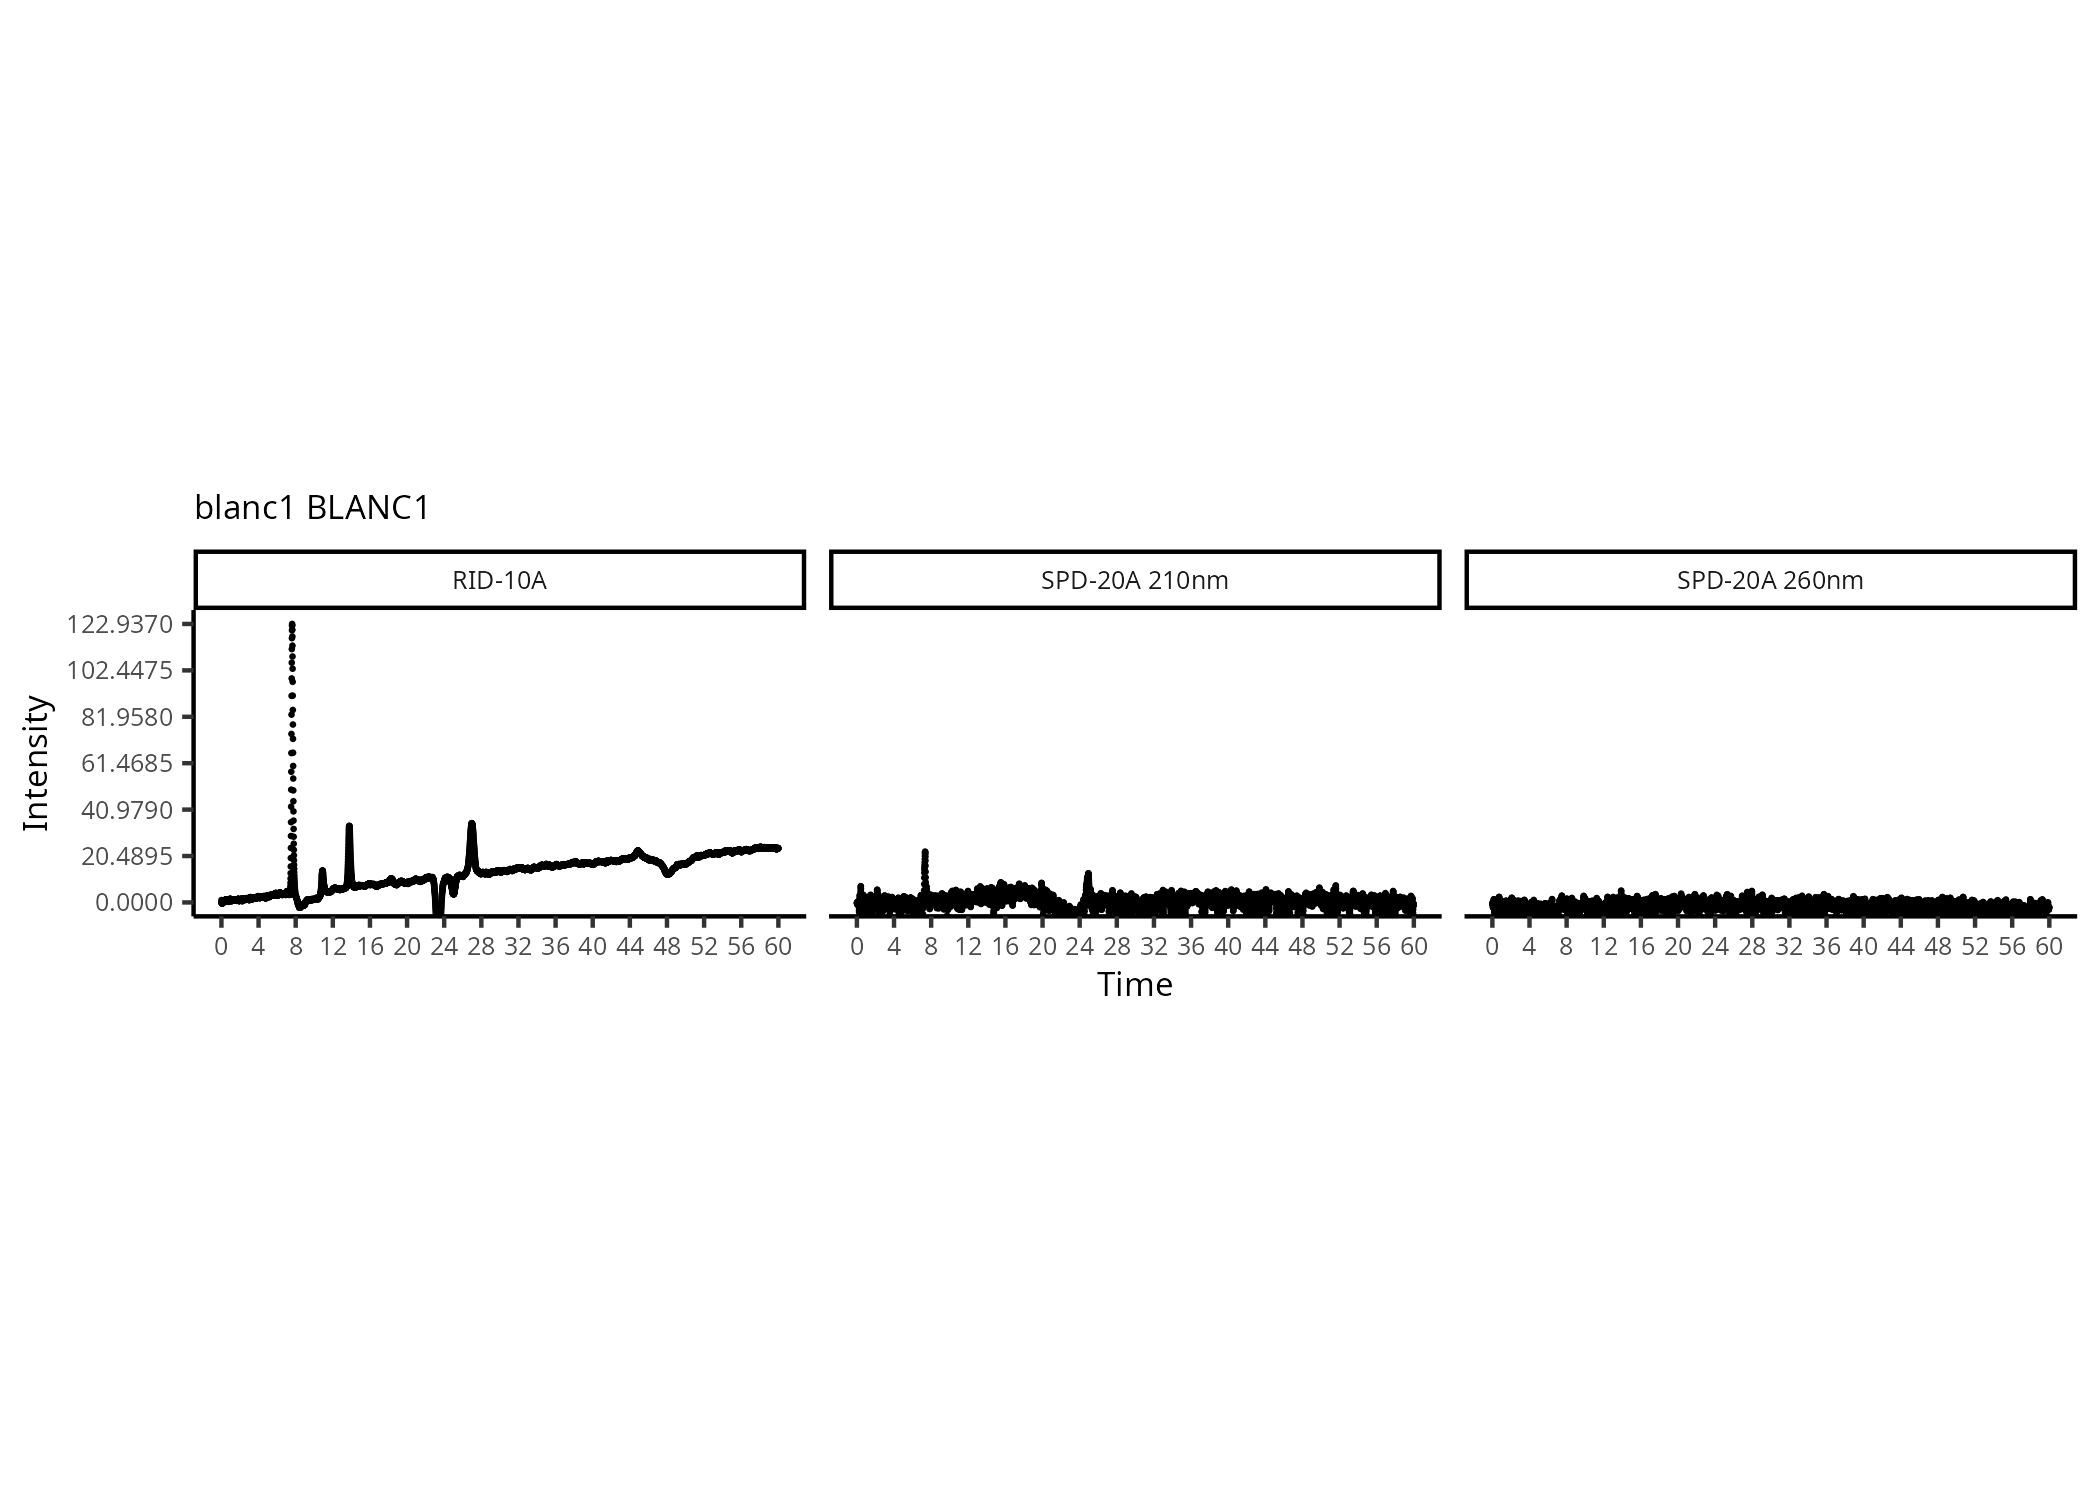 blanc1 BLANC1
RID-10A
SPD-20A 210nm
SPD-20A 260nm
Intensity
122.9370
102.4475
81.9580
61.4685
40.9790
20.4895
0.0000
0 4 8 12 16 20 24 28 32 36 40 44 48 52 56 60
0 4 8 12 16 20 24 28 32 36 40 44 48 52 56 60
0 4 8 12 16 20 24 28 32 36 40 44 48 52 56 60
Time